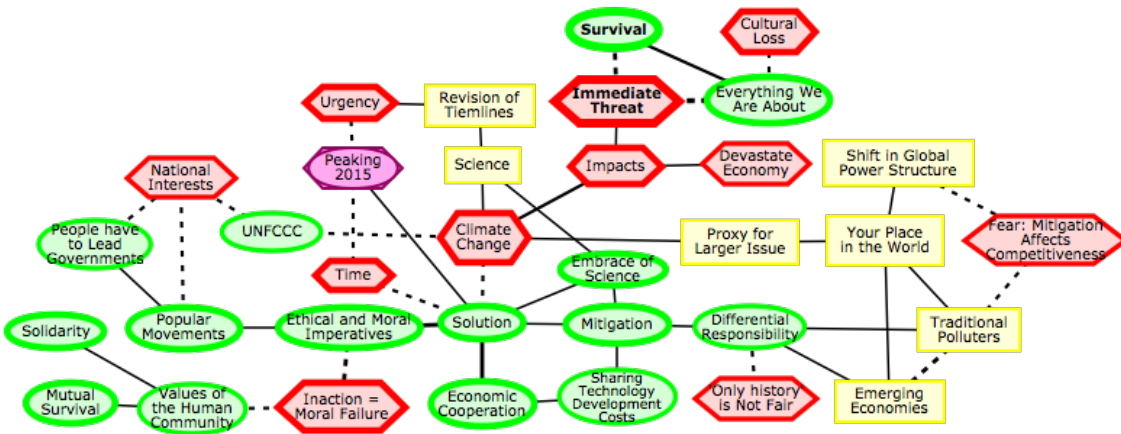 Survival
Cultural
Loss
Urgency
Revision of
Tiemlines
Immediate
Threat
Everything We
Are About
Peaking
2015
Science
Impacts
Devastate
Economy
Shift in Global
Power Structure
National
Interests
People have
to Lead
Governments
UNFCCC
Climate
Change
Proxy for
Larger Issue
Your Place
in the World
Fear: Mitigation
Affects
Competitiveness
Time
Embrace of
Science
Solidarity
Popular
Movements
Ethical and Moral
Imperatives
Solution
Mitigation
Differential
Responsibility
Traditional
Polluters
Mutual
Survival
Values of
the Human
Community
Inaction =
Moral Failure
Economic
Cooperation
Sharing
Technology
Development
Costs
'Only history'
is Not Fair
Emerging
Economies